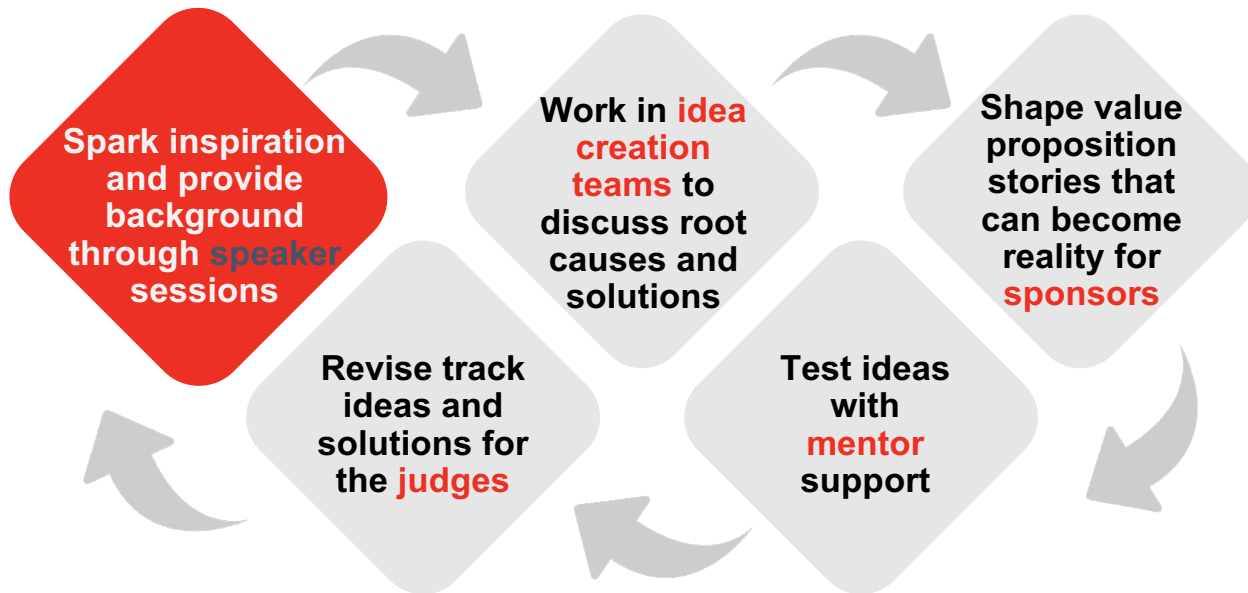 Spark inspiration
and provide
background
through speaker
sessions
Work in idea
creation
teams to
discuss root
causes and
solutions
Shape value
proposition
stories that
can become
reality for
sponsors
Test ideas
with
mentor
support
Revise track
ideas and
solutions for
the judges